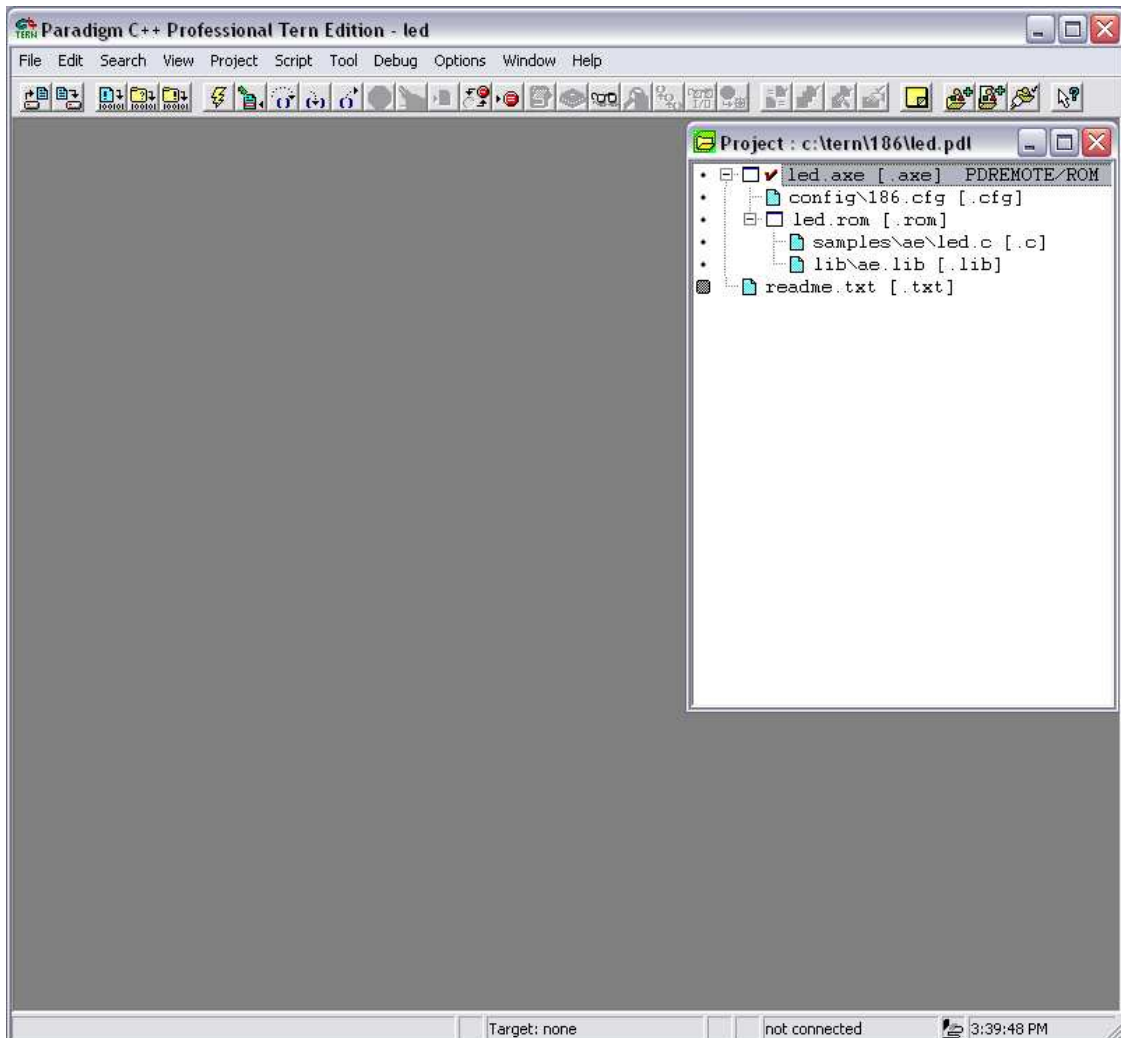 Paradigm C++ Professional Tern Edition - led
File Edit Search View Project Script Tool Debug Options Window Help
Project : c:\tern\186\led.pdl
led.axe [.axe] PDREMOTE/ROM
config\186.cfg [.cfg]
led.rom [.rom]
samples\ae\led.c [.c]
lib\ae.lib [.lib]
readme.txt [.txt]
Target: none not connected 3:39:48 PM